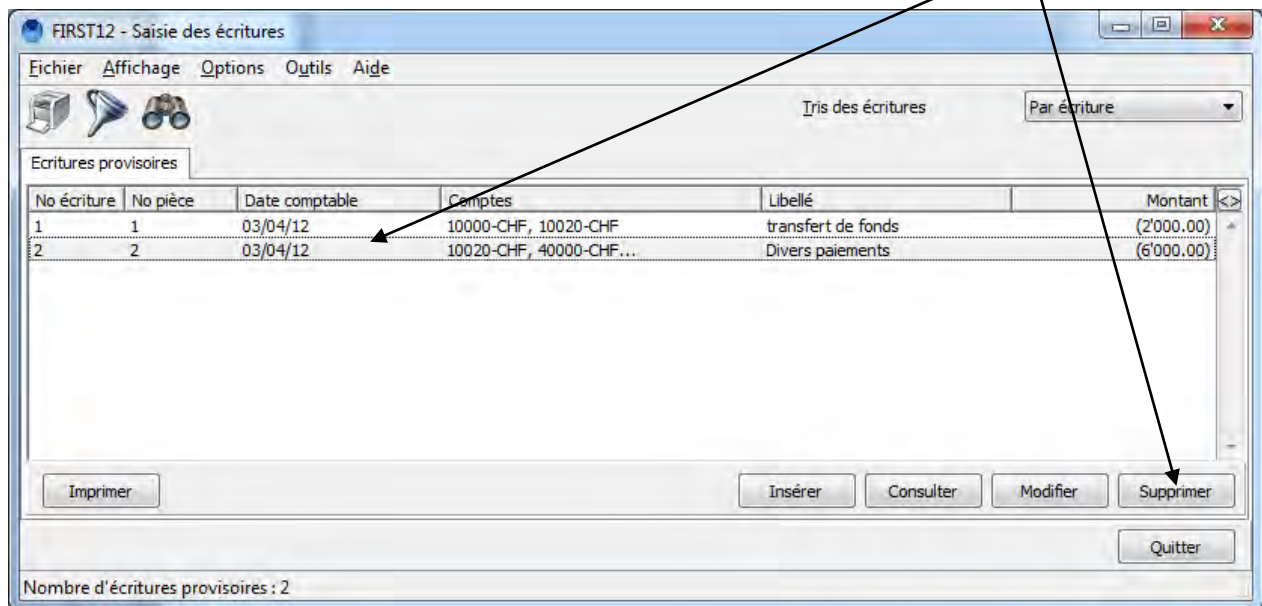 FIRST12 - Saisie des écritures
Fichier Affichage Options Outils Aide
Tris des écritures Par écriture
Ecritures provisoires
No écriture No pièce Date comptable Comptes Libellé Montant <>
1 1 03/04/12 10000-CHF, 10020-CHF transfert de fonds (2'000.00)
2 2 03/04/12 10020-CHF, 40000-CHF... Divers paiements (6'000.00)
Imprimer Insérer Consulter Modifier Supprimer
Quitter
Nombre d'écritures provisoires : 2